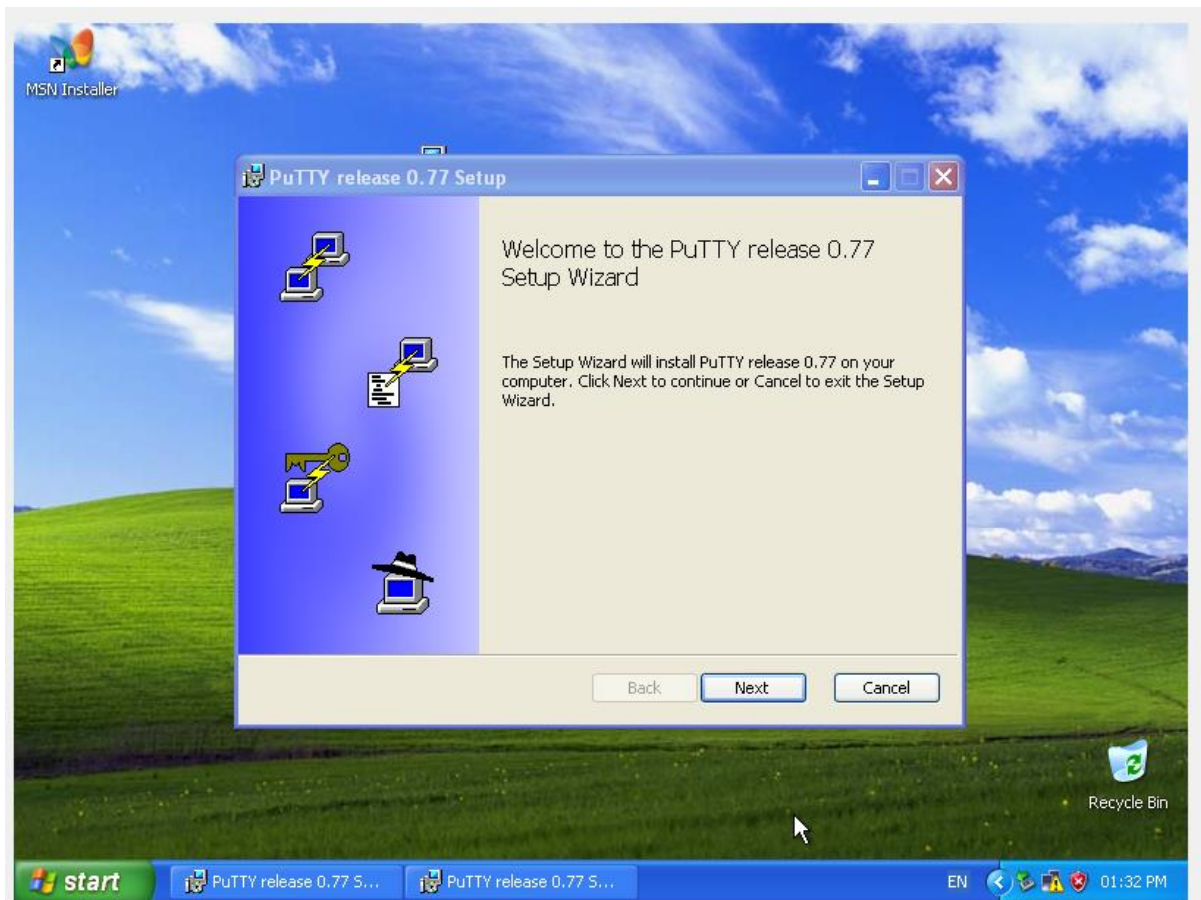 MSN Installer
PuTTY release 0.77 Setup
Welcome to the PuTTY release 0.77
Setup Wizard
The Setup Wizard will install PuTTY release 0.77 on your
computer. Click Next to continue or Cancel to exit the Setup
Wizard.
Back
Next
Cancel
Recycle Bin
start
PuTTY release 0.77 S...
PuTTY release 0.77 S...
EN
01:32 PM